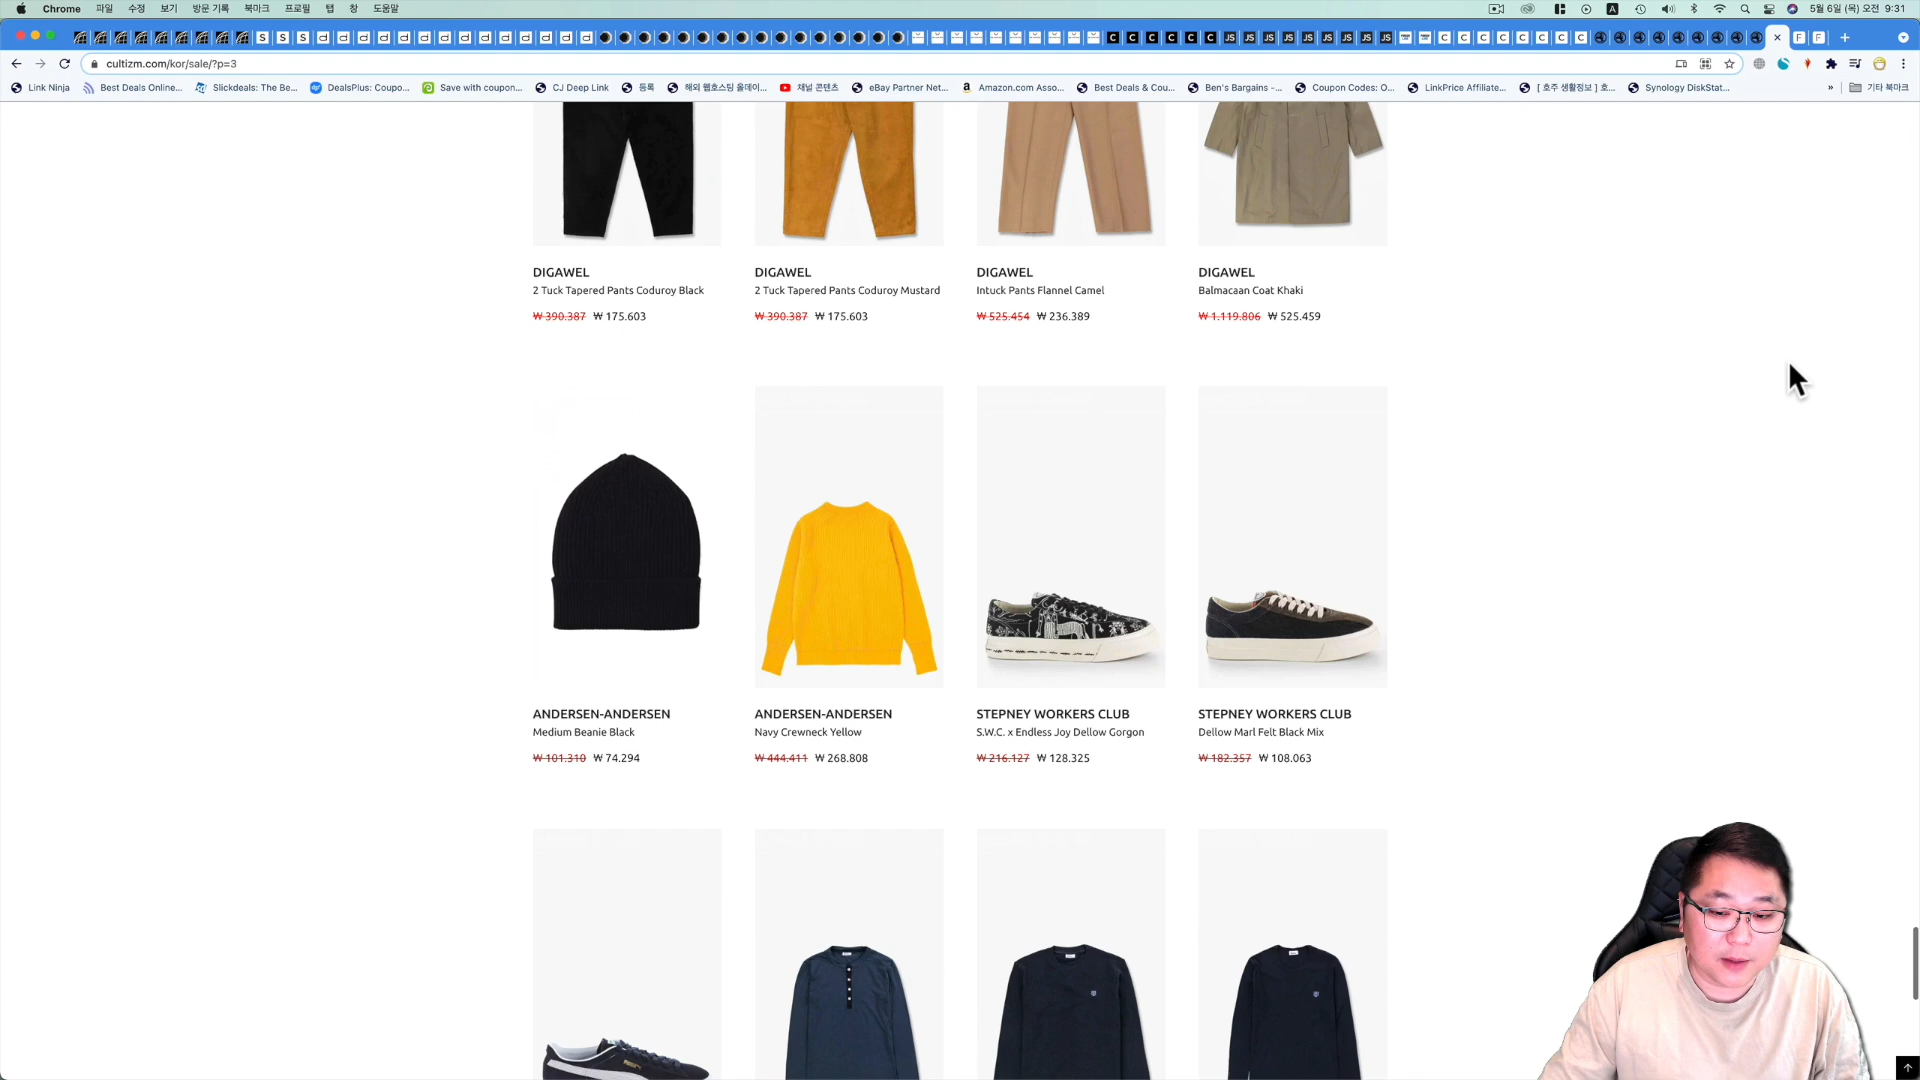 Chrome 파일 수정 보기 방문 기록 북마크 프로필 탭 창 도움말 5월 6일 (목) 오전 9:31
cultizm.com/kor/sale/?p=3
Link Ninja Best Deals Online... Slickdeals: The Be... DealsPlus: Coupo... Save with coupon... CJ Deep Link 등록 해외 웹호스팅 올데이... 채널 콘텐츠 eBay Partner Net... Amazon.com Asso... Best Deals & Cou... Ben's Bargains -... Coupon Codes: O... LinkPrice Affiliate... [ 호주 생활정보 ] 호... Synology DiskStat... » 기타 북마크
DIGAWEL DIGAWEL DIGAWEL DIGAWEL
2 Tuck Tapered Pants Coduroy Black 2 Tuck Tapered Pants Coduroy Mustard Intuck Pants Flannel Camel Balmacaan Coat Khaki
₩ 390.387 ₩ 175.603 ₩ 390.387 ₩ 175.603 ₩ 525.454 ₩ 236.389 ₩ 1.119.806 ₩ 525.459
ANDERSEN-ANDERSEN ANDERSEN-ANDERSEN STEPNEY WORKERS CLUB STEPNEY WORKERS CLUB
Medium Beanie Black Navy Crewneck Yellow S.W.C. x Endless Joy Dellow Gorgon Dellow Marl Felt Black Mix
₩ 101.310 ₩ 74.294 ₩ 444.411 ₩ 268.808 ₩ 216.127 ₩ 128.325 ₩ 182.357 ₩ 108.063